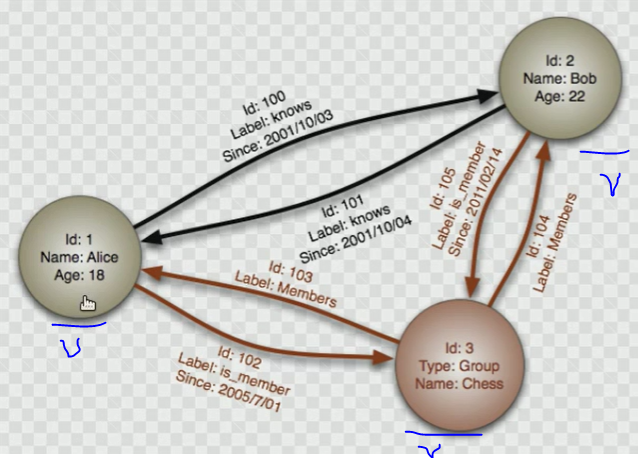 Id: 2
Name: Bob
Age: 22
Id: 100
Label: knows
Since: 2001/10/03
Id: 101
Label: knows
Since: 2001/10/04
Id: 105
Label: is_member
Since: 2011/02/14
Id: 104
Label: Members
Id: 1
Name: Alice
Age: 18
Id: 103
Label: Members
Id: 102
Label: is_member
Since: 2005/7/01
Id: 3
Type: Group
Name: Chess
V
V
V